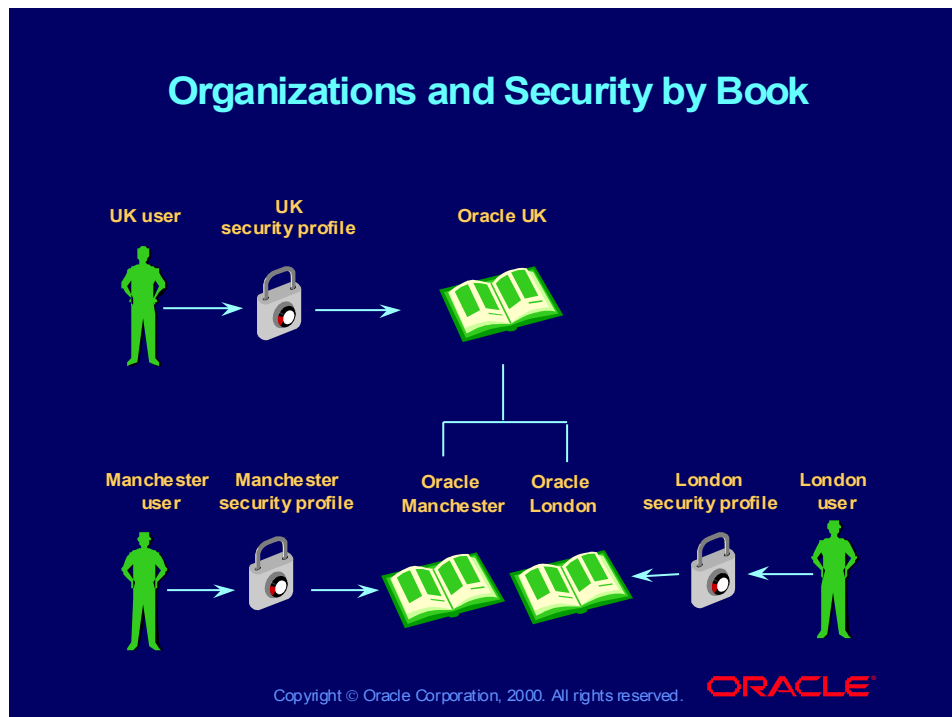 Organizations and Security by Book
UK user
UK
security profile
Oracle UK
Manchester
user
Manchester
security profile
Oracle
Manchester
Oracle
London
London
security profile
London
user
Copyright © Oracle Corporation, 2000. All rights reserved.
ORACLE®